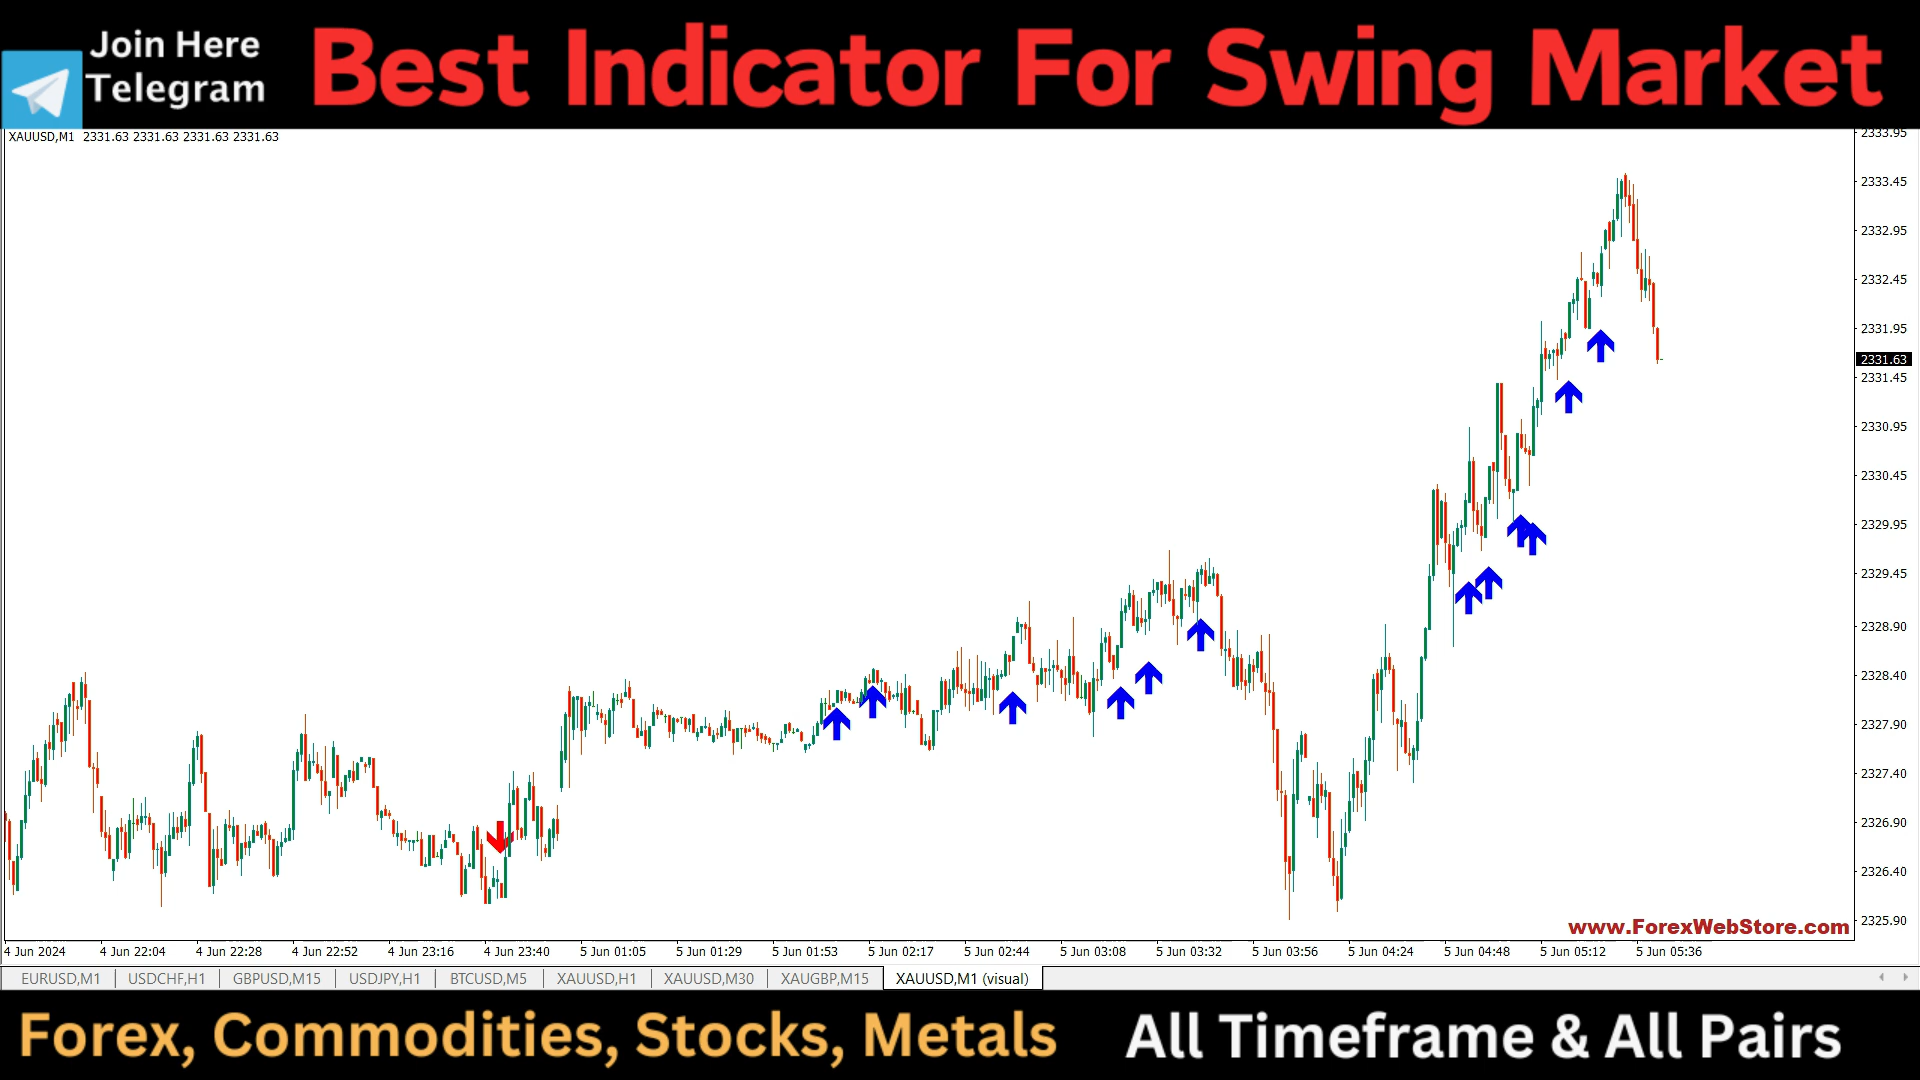 Join Here
Telegram
Best Indicator For Swing Market
XAUUSD,M1 2331.63 2331.63 2331.63 2331.63
2333.95
2333.45
2332.95
2332.45
2331.95
2331.63
2331.45
2330.95
2330.45
2329.95
2329.45
2328.90
2328.40
2327.90
2327.40
2326.90
2326.40
2325.90
www.ForexWebStore.com
4 Jun 2024 4 Jun 22:04 4 Jun 22:28 4 Jun 22:52 4 Jun 23:16 4 Jun 23:40 5 Jun 01:05 5 Jun 01:29 5 Jun 01:53 5 Jun 02:17 5 Jun 02:44 5 Jun 03:08 5 Jun 03:32 5 Jun 03:56 5 Jun 04:24 5 Jun 04:48 5 Jun 05:12 5 Jun 05:36
EURUSD,M1 USDCHF,H1 GBPUSD,M15 USDJPY,H1 BTCUSD,M5 XAUUSD,H1 XAUUSD,M30 XAUGBP,M15 XAUUSD,M1 (visual)
Forex, Commodities, Stocks, Metals All Timeframe & All Pairs